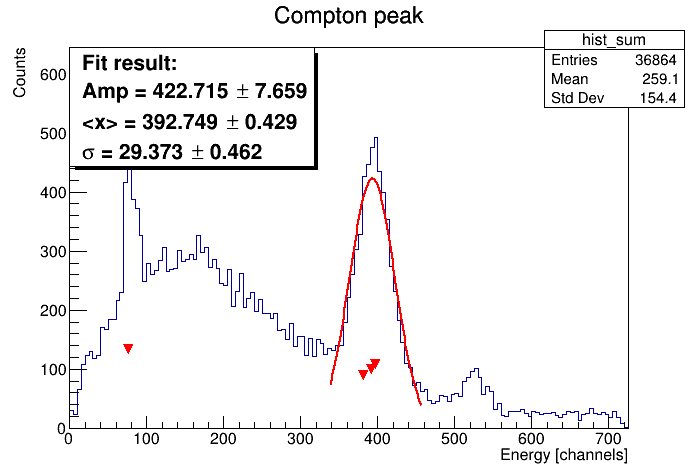 Compton peak
hist_sum
Entries 36864
Mean 259.1
Std Dev 154.4
Fit result:
Amp = 422.715 ± 7.659
<x> = 392.749 ± 0.429
σ = 29.373 ± 0.462
Counts
600
500
400
300
200
100
0
0 100 200 300 400 500 600 700
Energy [channels]